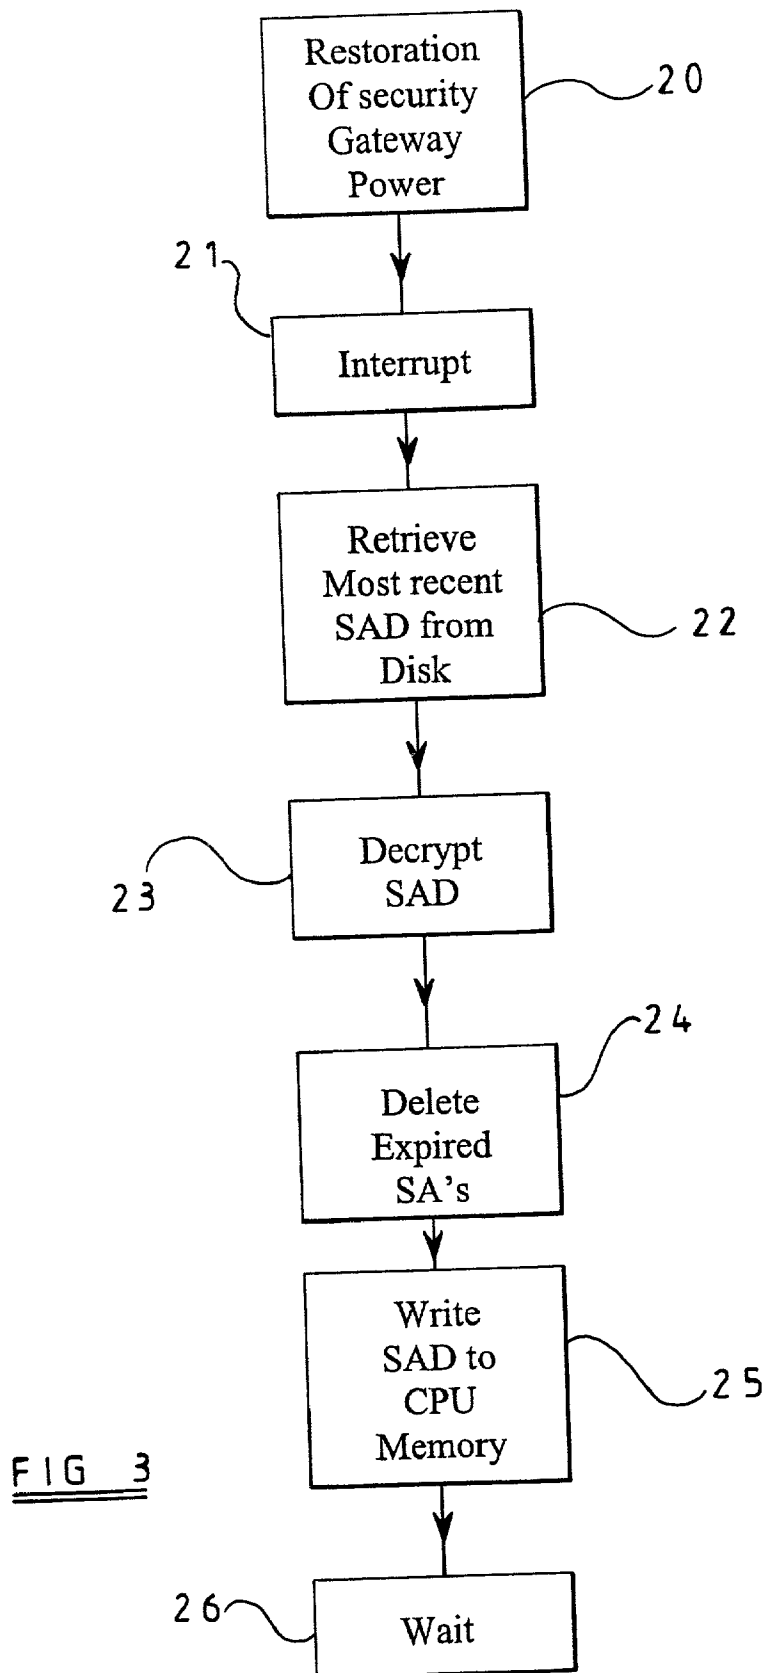 Restoration
Of security
Gateway
Power
20
21
Interrupt
Retrieve
Most recent
SAD from
Disk
22
Decrypt
SAD
23
24
Delete
Expired
SA's
Write
SAD to
CPU
Memory
25
FIG 3
26
Wait